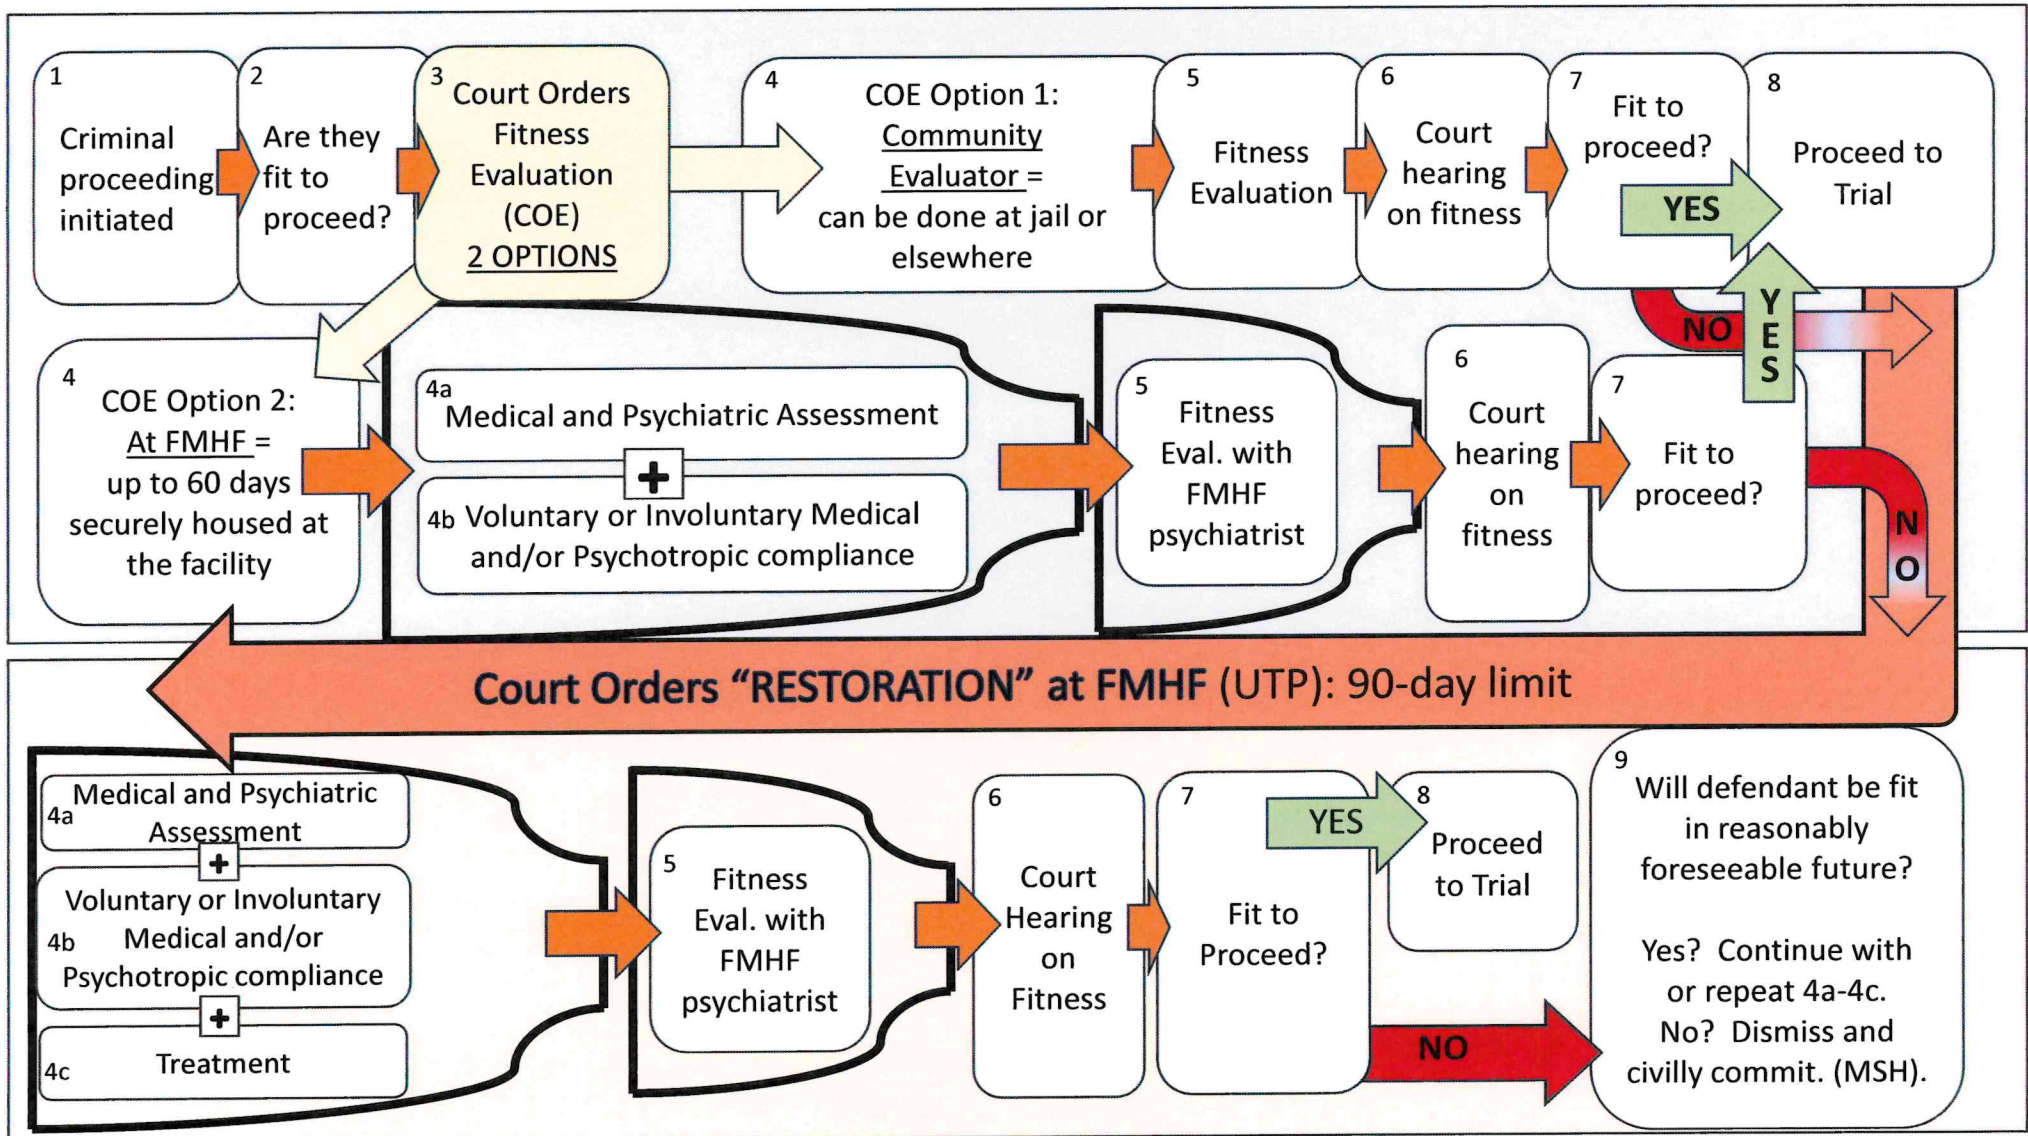 1
Criminal
proceeding
initiated
2
Are they
fit to
proceed?
3
Court Orders
Fitness
Evaluation
(COE)
2 OPTIONS
4
COE Option 1:
Community
Evaluator =
can be done at jail or
elsewhere
5
Fitness
Evaluation
6
Court
hearing
on fitness
7
Fit to
proceed?
YES
8
Proceed to
Trial
NO
YES
4
COE Option 2:
At FMHF =
up to 60 days
securely housed at
the facility
4a
Medical and Psychiatric Assessment
+
4b Voluntary or Involuntary Medical
and/or Psychotropic compliance
5
Fitness
Eval. with
FMHF
psychiatrist
6
Court
hearing
on
fitness
7
Fit to
proceed?
NO
Court Orders “RESTORATION” at FMHF (UTP): 90-day limit
4a
Medical and Psychiatric
Assessment
+
4b
Voluntary or Involuntary
Medical and/or
Psychotropic compliance
+
4c
Treatment
5
Fitness
Eval. with
FMHF
psychiatrist
6
Court
Hearing
on
Fitness
7
Fit to
Proceed?
YES
8
Proceed
to Trial
NO
9
Will defendant be fit
in reasonably
foreseeable future?
Yes? Continue with
or repeat 4a-4c.
No? Dismiss and
civilly commit. (MSH).